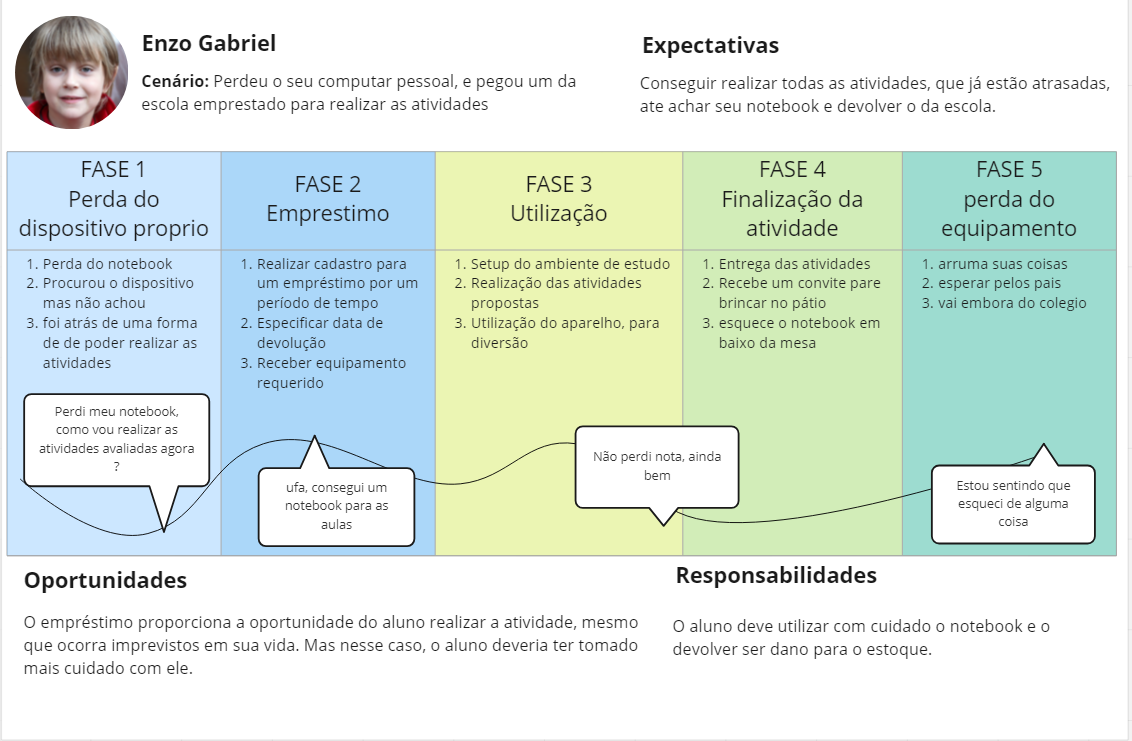 Enzo Gabriel
Cenário: Perdeu o seu computar pessoal, e pegou um da
escola emprestado para realizar as atividades
Expectativas
Conseguir realizar todas as atividades, que já estão atrasadas,
ate achar seu notebook e devolver o da escola.
FASE 1
Perda do
dispositivo proprio
1. Perda do notebook
2. Procurou o dispositivo
mas não achou
3. foi atrás de uma forma
de de poder realizar as
atividades
Perdi meu notebook,
como vou realizar as
atividades avaliadas agora
?
FASE 2
Emprestimo
1. Realizar cadastro para
um empréstimo por um
período de tempo
2. Especificar data de
devolução
3. Receber equipamento
requerido
ufa, consegui um
notebook para as
aulas
FASE 3
Utilização
1. Setup do ambiente de estudo
2. Realização das atividades
propostas
3. Utilização do aparelho, para
diversão
Não perdi nota, ainda
bem
FASE 4
Finalização da
atividade
1. Entrega das atividades
2. Recebe um convite pare
brincar no pátio
3. esquece o notebook em
baixo da mesa
FASE 5
perda do
equipamento
1. arruma suas coisas
2. esperar pelos pais
3. vai embora do colegio
Estou sentindo que
esqueci de alguma
coisa
Oportunidades
O empréstimo proporciona a oportunidade do aluno realizar a atividade, mesmo
que ocorra imprevistos em sua vida. Mas nesse caso, o aluno deveria ter tomado
mais cuidado com ele.
Responsabilidades
O aluno deve utilizar com cuidado o notebook e o
devolver ser dano para o estoque.